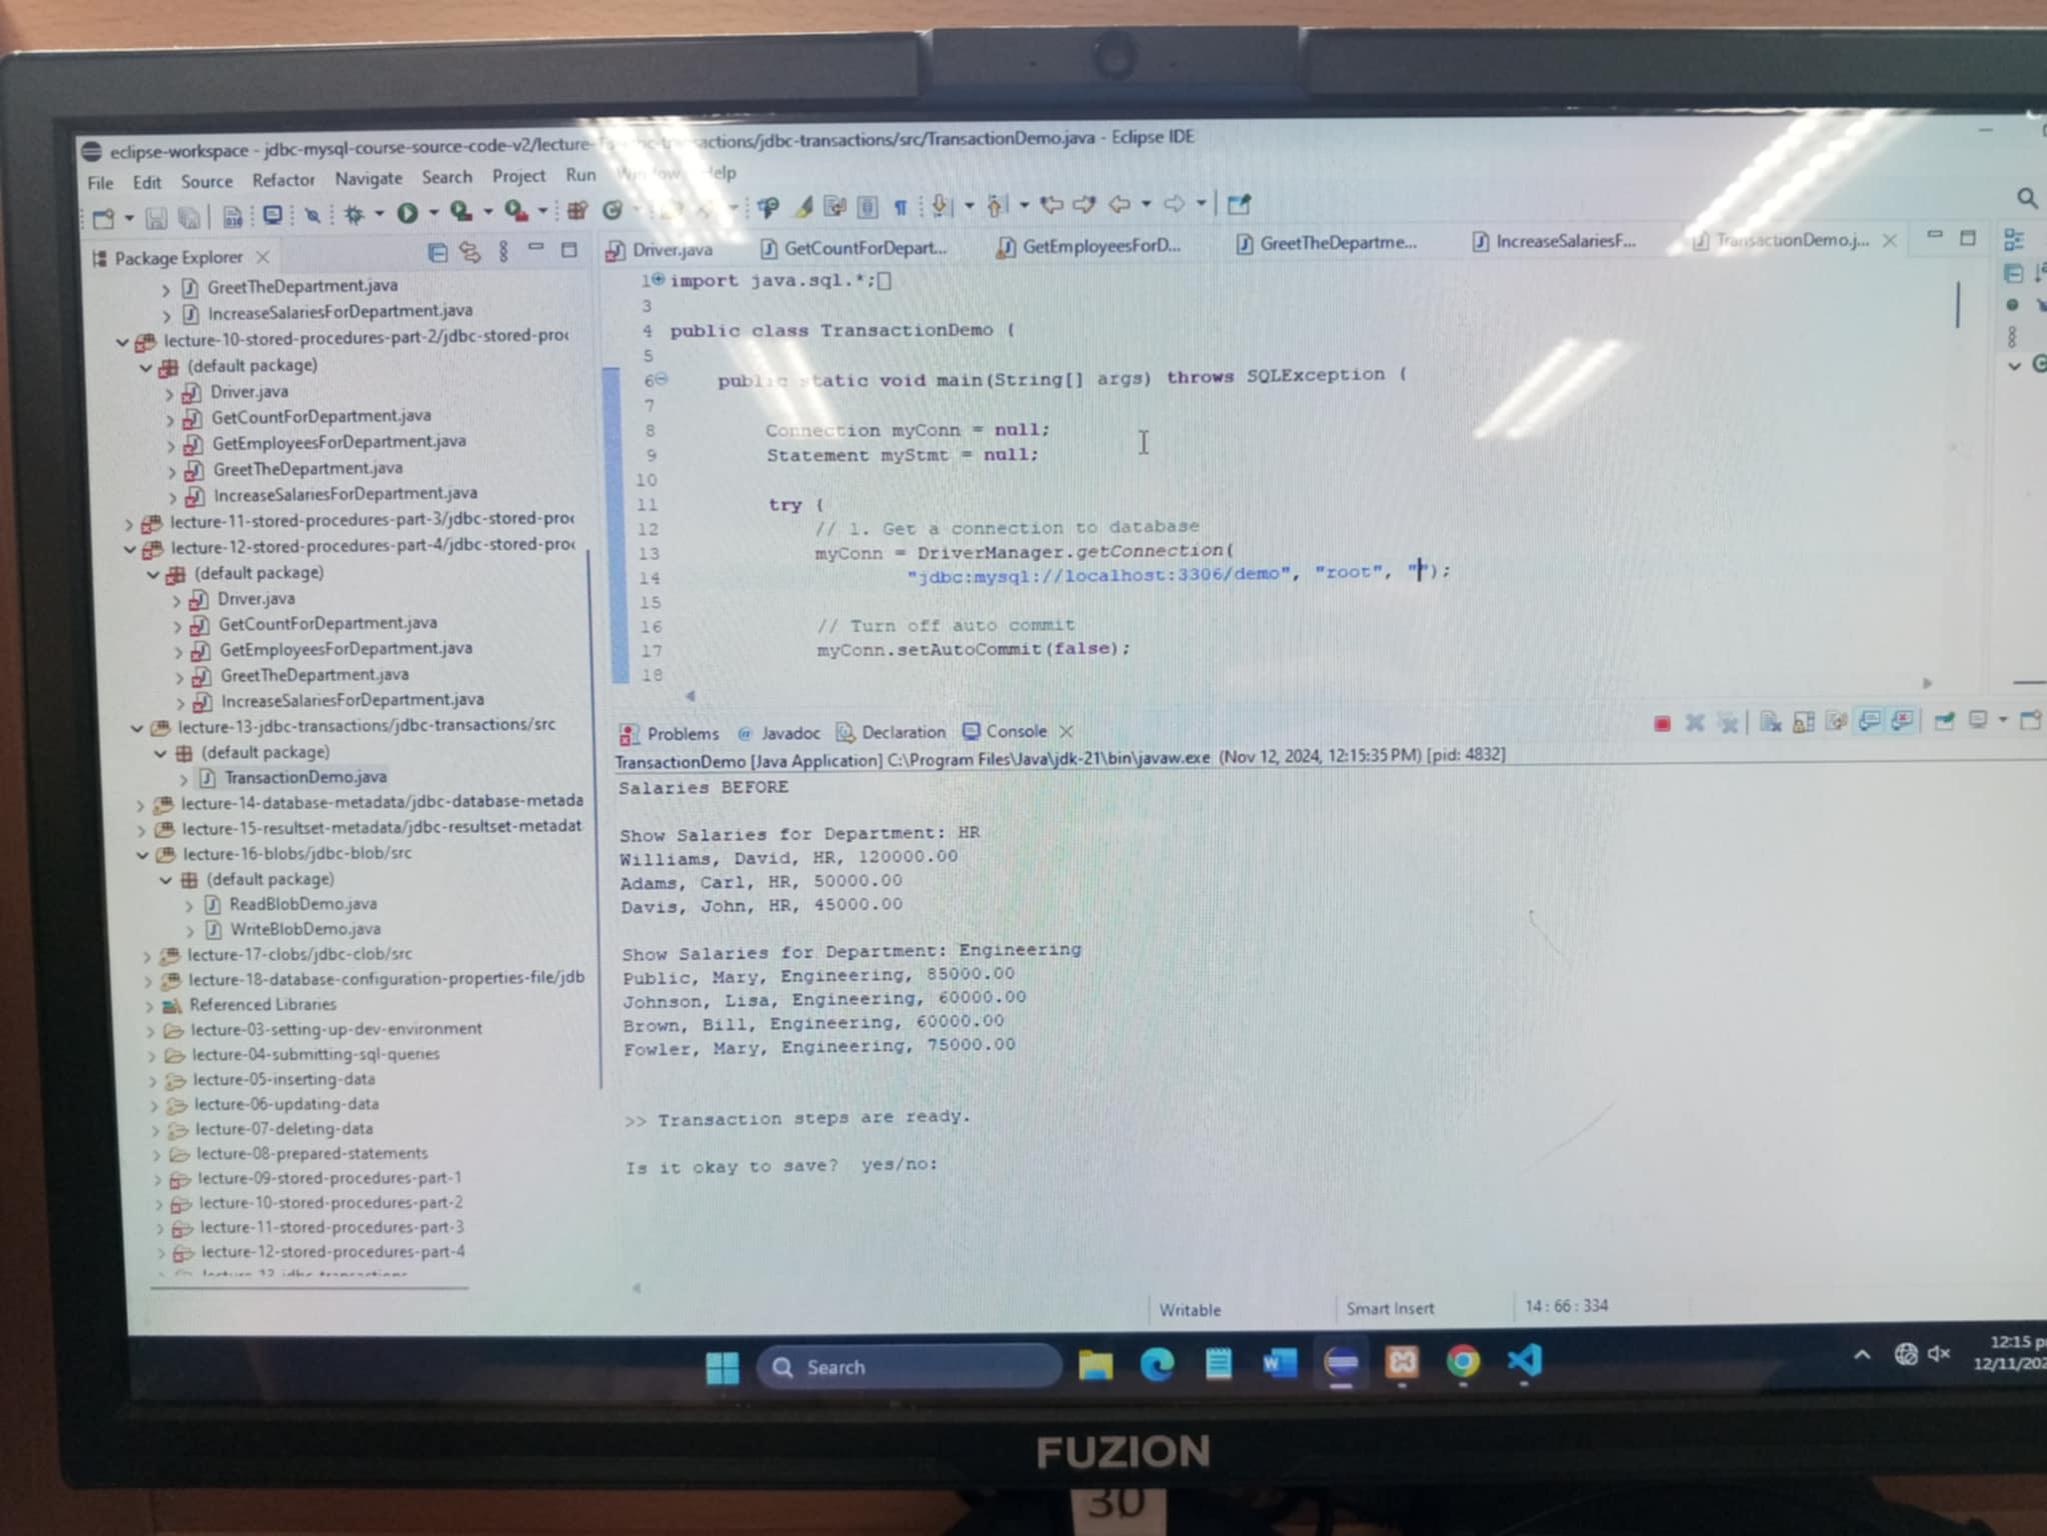 eclipse-workspace - jdbc-mysql-course-source-code-v2/lecture- actions/jdbc-transactions/src/TransactionDemo.java - Eclipse IDE
File Edit Source Refactor Navigate Search Project Run Window Help
Package Explorer
GreetTheDepartment.java
IncreaseSalariesForDepartment.java
lecture-10-stored-procedures-part-2/jdbc-stored-proc
(default package)
Driver.java
GetCountForDepartment.java
GetEmployeesForDepartment.java
GreetTheDepartment.java
IncreaseSalariesForDepartment.java
lecture-11-stored-procedures-part-3/jdbc-stored-proc
lecture-12-stored-procedures-part-4/jdbc-stored-proc
(default package)
Driver.java
GetCountForDepartment.java
GetEmployeesForDepartment.java
GreetTheDepartment.java
IncreaseSalariesForDepartment.java
lecture-13-jdbc-transactions/jdbc-transactions/src
(default package)
TransactionDemo.java
lecture-14-database-metadata/jdbc-database-metada
lecture-15-resultset-metadata/jdbc-resultset-metadat
lecture-16-blobs/jdbc-blob/src
(default package)
ReadBlobDemo.java
WriteBlobDemo.java
lecture-17-clobs/jdbc-clob/src
lecture-18-database-configuration-properties-file/jdb
Referenced Libraries
lecture-03-setting-up-dev-environment
lecture-04-submitting-sql-queries
lecture-05-inserting-data
lecture-06-updating-data
lecture-07-deleting-data
lecture-08-prepared-statements
lecture-09-stored-procedures-part-1
lecture-10-stored-procedures-part-2
lecture-11-stored-procedures-part-3
lecture-12-stored-procedures-part-4
Driver.java GetCountForDepart... GetEmployeesForD... GreetTheDepartme... IncreaseSalariesF... TransactionDemo.j...
1 import java.sql.*;
3
4 public class TransactionDemo {
5
6 public static void main(String[] args) throws SQLException {
7
8 Connection myConn = null;
9 Statement myStmt = null;
10
11 try {
12 // 1. Get a connection to database
13 myConn = DriverManager.getConnection(
14 "jdbc:mysql://localhost:3306/demo", "root", "");
15
16 // Turn off auto commit
17 myConn.setAutoCommit(false);
18
Problems Javadoc Declaration Console
TransactionDemo [Java Application] C:\Program Files\Java\jdk-21\bin\javaw.exe (Nov 12, 2024, 12:15:35 PM) [pid: 4832]
Salaries BEFORE
Show Salaries for Department: HR
Williams, David, HR, 120000.00
Adams, Carl, HR, 50000.00
Davis, John, HR, 45000.00
Show Salaries for Department: Engineering
Public, Mary, Engineering, 85000.00
Johnson, Lisa, Engineering, 60000.00
Brown, Bill, Engineering, 60000.00
Fowler, Mary, Engineering, 75000.00
>> Transaction steps are ready.
Is it okay to save? yes/no:
Writable Smart Insert 14 : 66 : 334
Search
12:15 p
12/11/202
FUZION
30